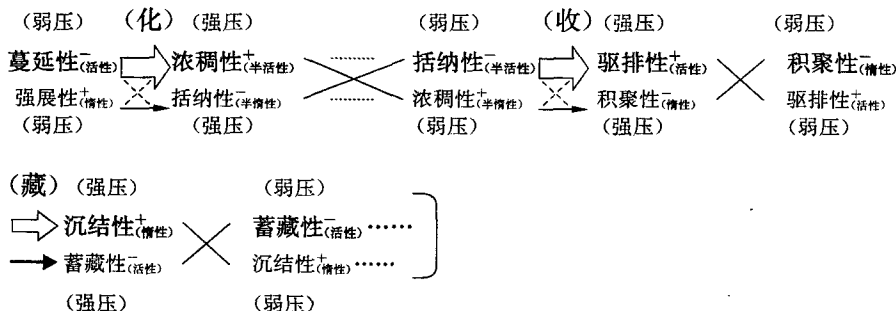 (弱压) (化) (强压) (弱压) (收) (强压) (弱压)
蔓延性⁻(活性) 浓稠性⁺(半活性) ········ 括纳性⁻(半活性) 驱排性⁺(活性) 积聚性⁻(惰性)
强展性⁺(惰性) 括纳性⁻(半惰性) ········ 浓稠性⁺(半惰性) 积聚性⁻(惰性) 驱排性⁺(活性)
(弱压) (强压) (弱压) (强压) (弱压)
(藏) (强压) (弱压)
沉结性⁺(惰性) 蓄藏性⁻(活性) ······
蓄藏性⁻(活性) 沉结性⁺(惰性) ······
(强压) (弱压)